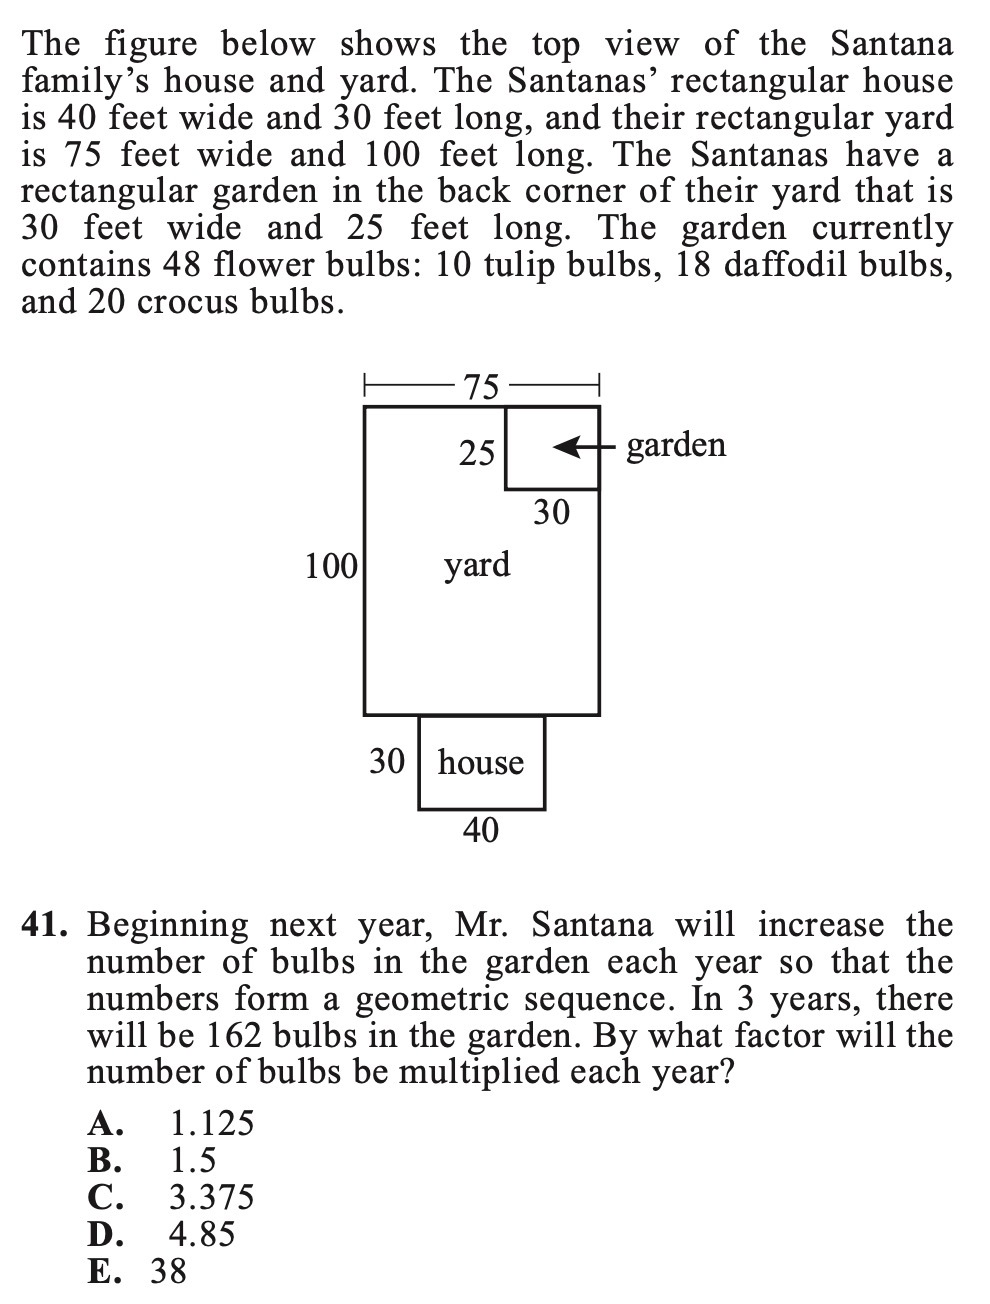 The figure below shows the top view of the Santana
family’s house and yard. The Santanas’ rectangular house
is 40 feet wide and 30 feet long, and their rectangular yard
is 75 feet wide and 100 feet long. The Santanas have a
rectangular garden in the back corner of their yard that is
30 feet wide and 25 feet long. The garden currently
contains 48 flower bulbs: 10 tulip bulbs, 18 daffodil bulbs,
and 20 crocus bulbs.
75
25
garden
30
100
yard
30
house
40
41. Beginning next year, Mr. Santana will increase the
number of bulbs in the garden each year so that the
numbers form a geometric sequence. In 3 years, there
will be 162 bulbs in the garden. By what factor will the
number of bulbs be multiplied each year?
A. 1.125
B. 1.5
C. 3.375
D. 4.85
E. 38